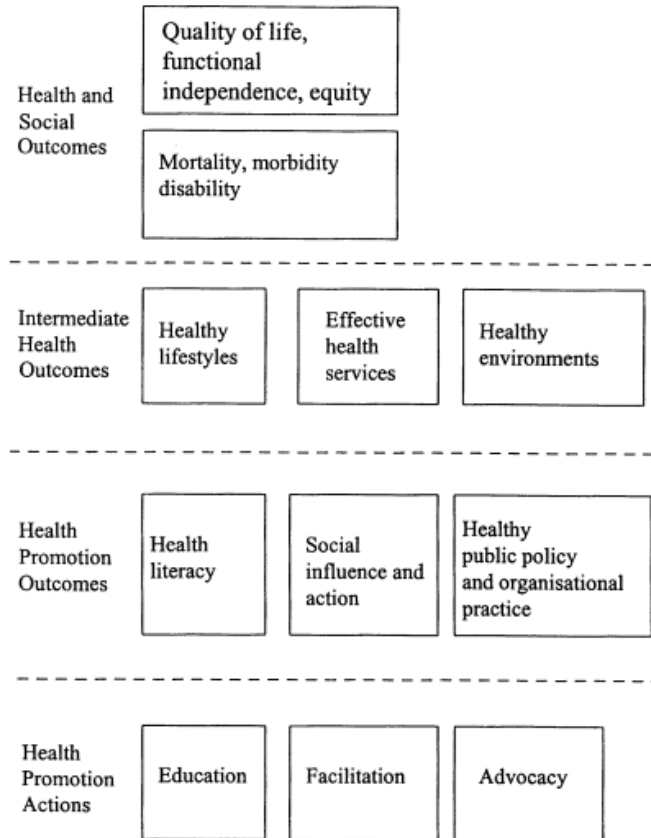 Health and
Social
Outcomes
Quality of life,
functional
independence, equity
Mortality, morbidity
disability
Intermediate
Health
Outcomes
Healthy
lifestyles
Effective
health
services
Healthy
environments
Health
Promotion
Outcomes
Health
literacy
Social
influence and
action
Healthy
public policy
and organisational
practice
Health
Promotion
Actions
Education
Facilitation
Advocacy